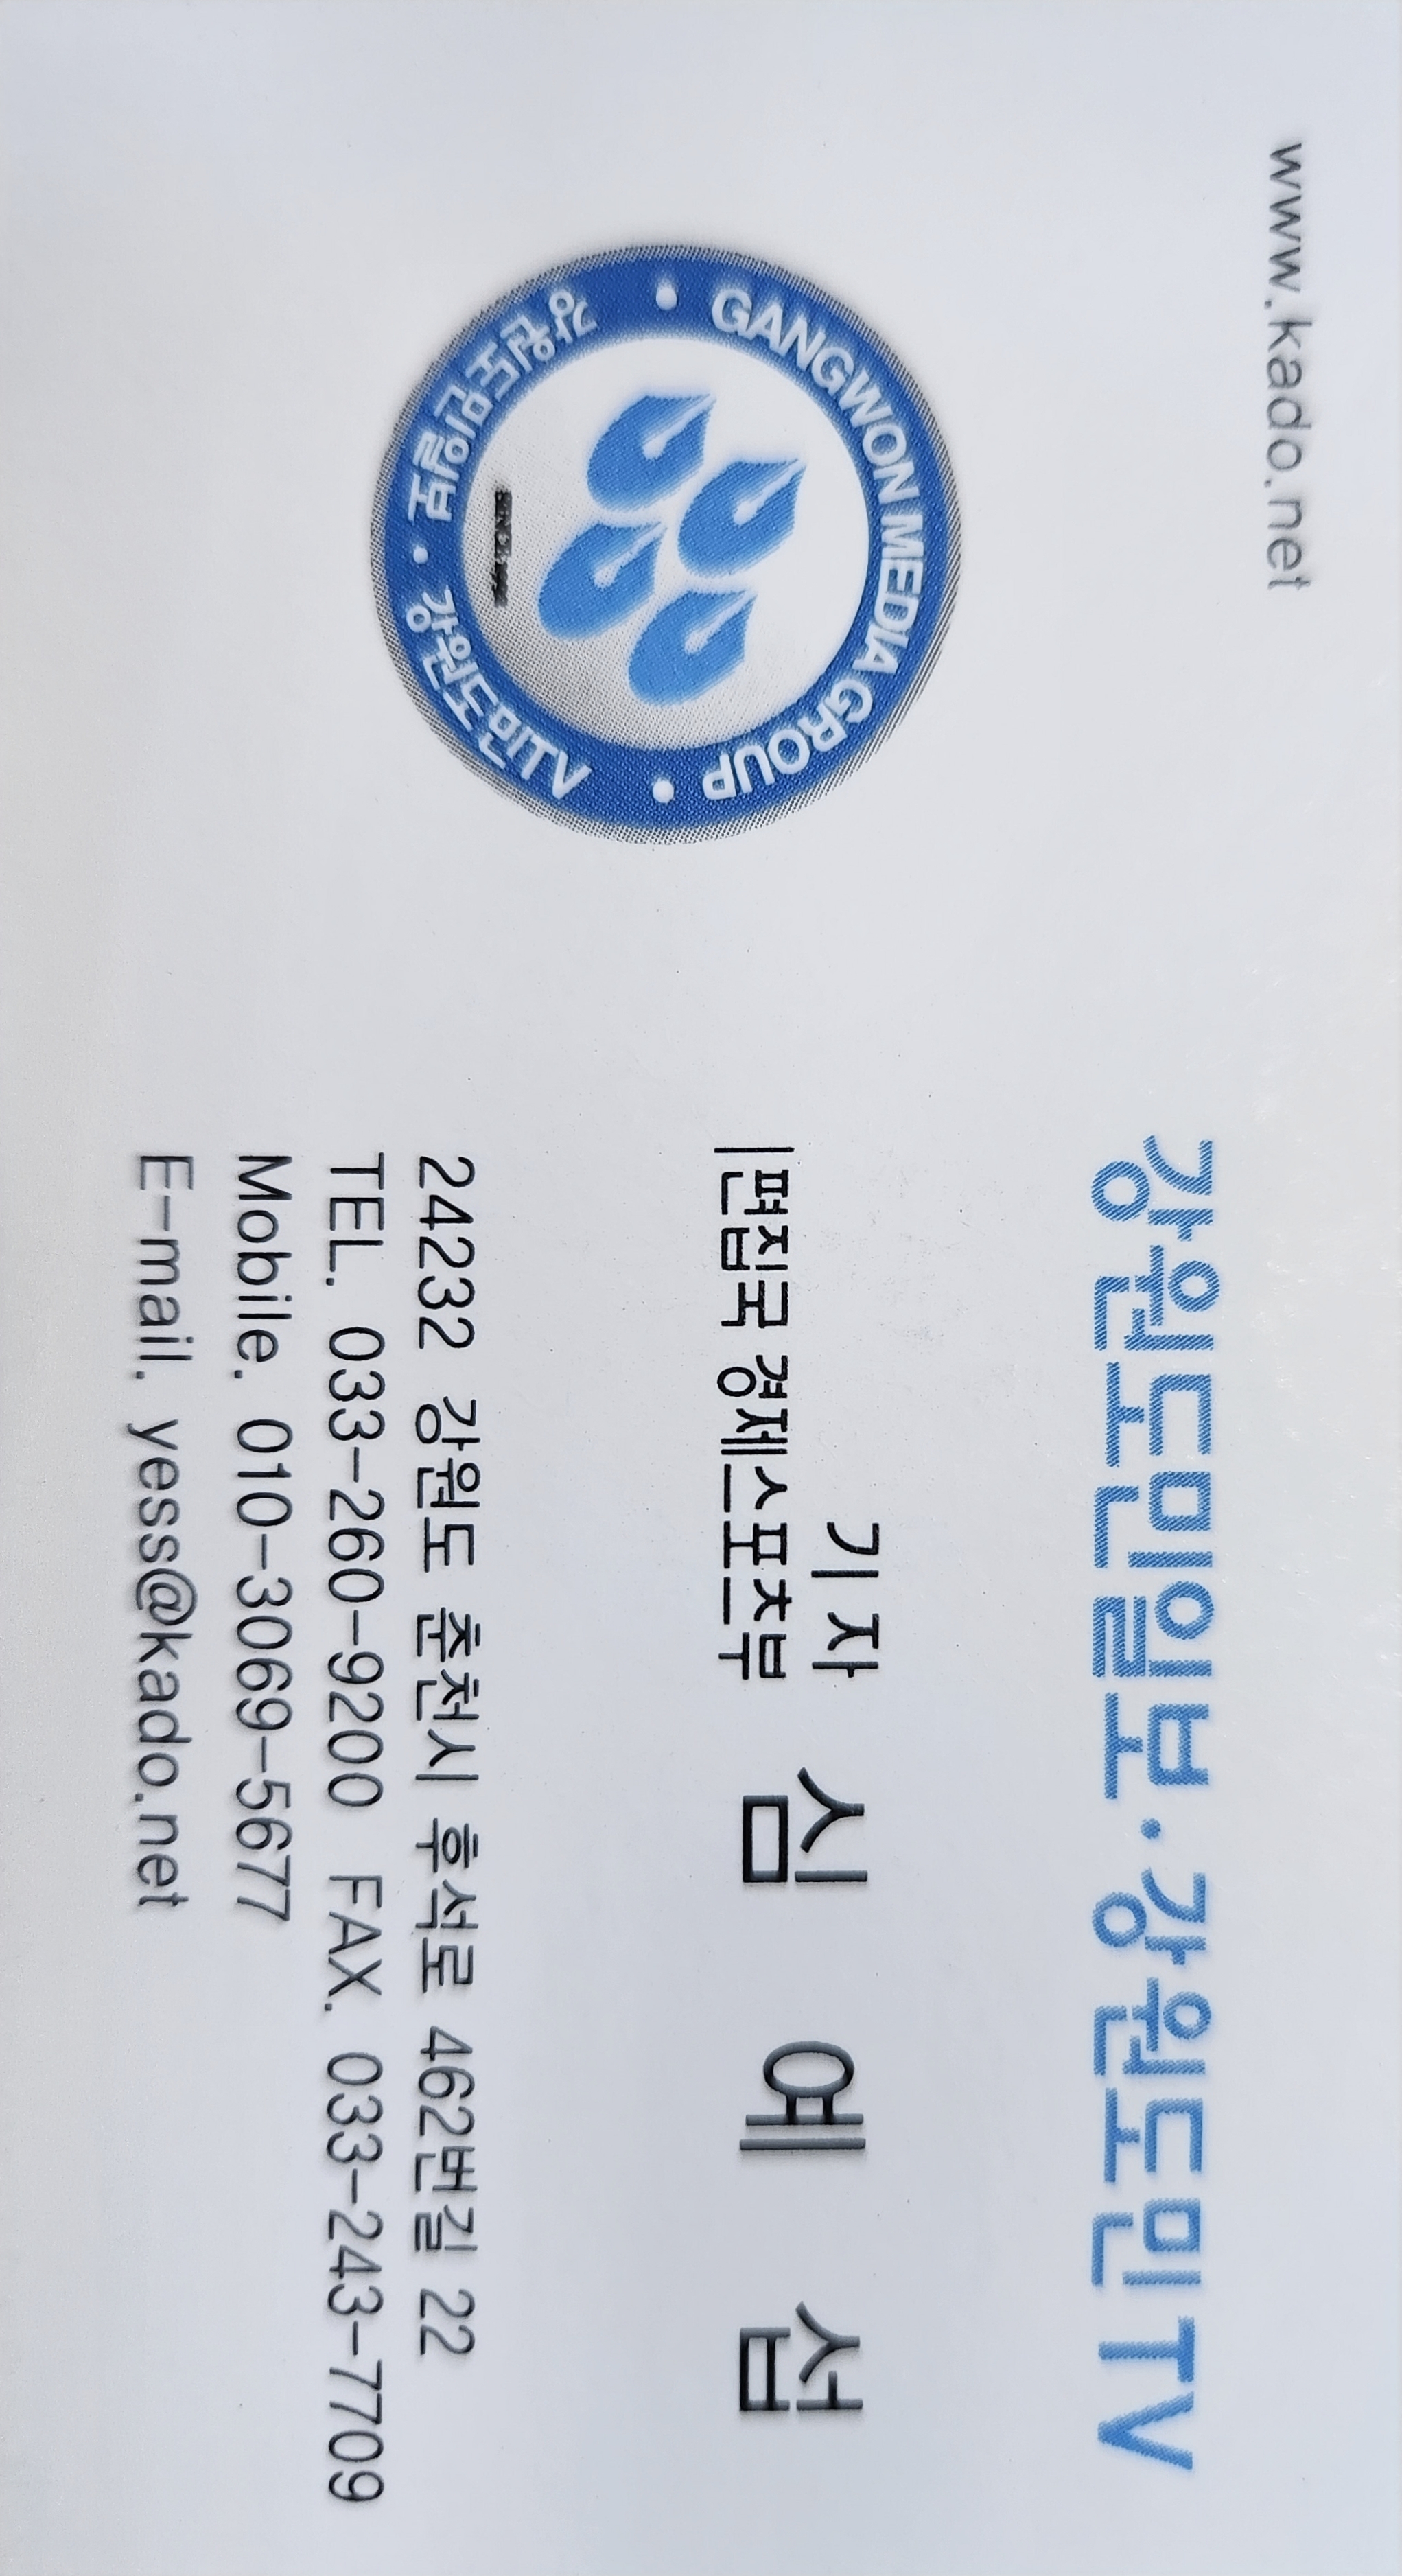 www.kado.net
강원도민일보·강원도민TV
GANGWON MEDIA GROUP
강원도민일보 · 강원도민TV
기 자
|편집국 경제스포츠부
심 예 섭
24232 강원도 춘천시 후석로 462번길 22
TEL. 033-260-9200 FAX. 033-243-7709
Mobile. 010-3069-5677
E-mail. yess@kado.net